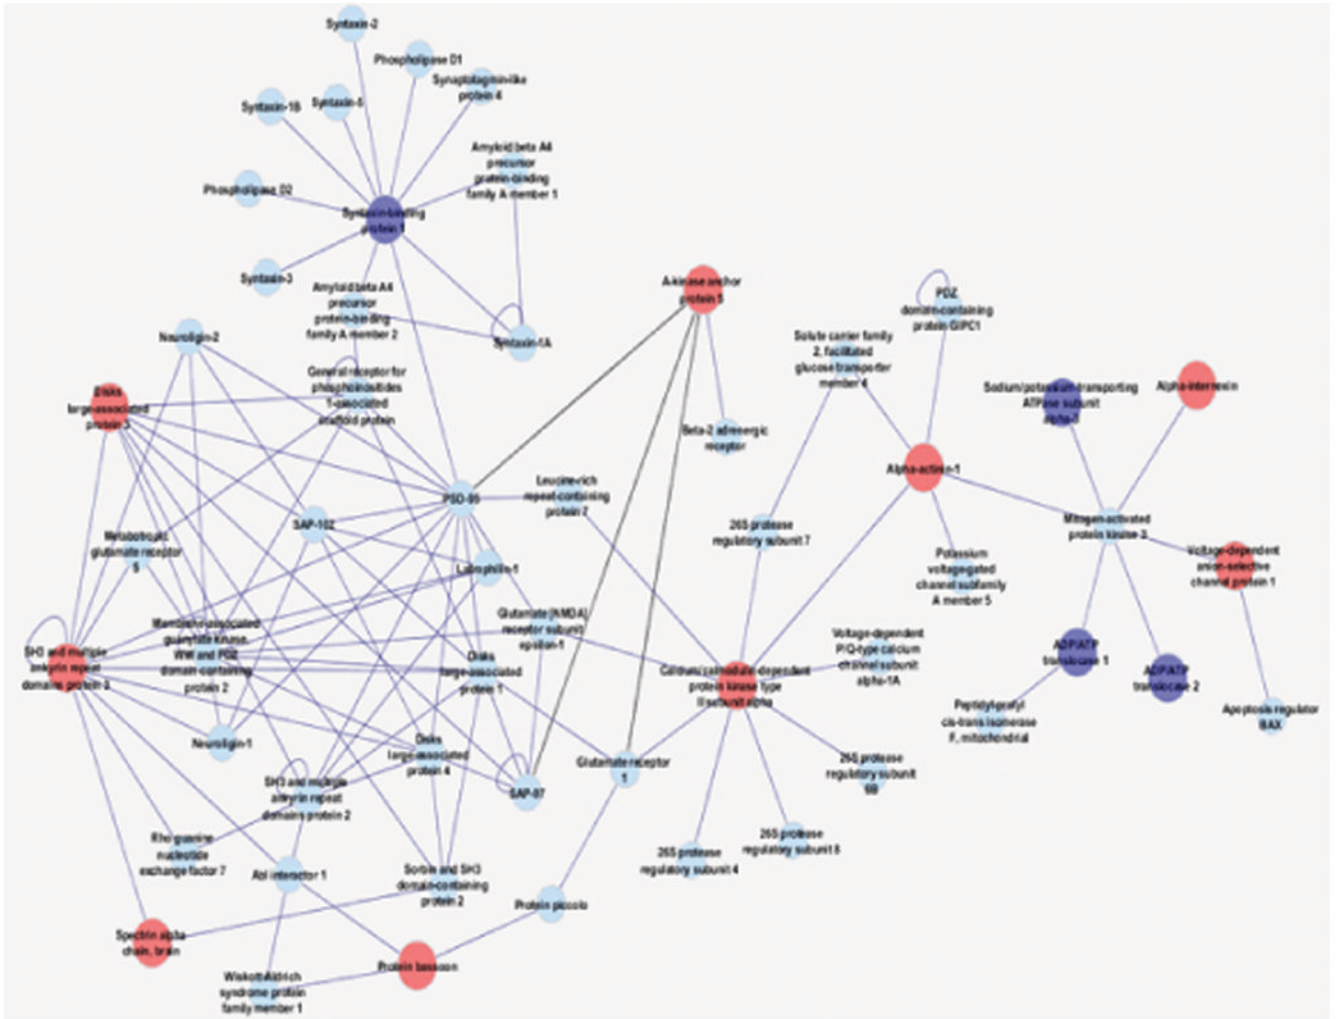 Syntaxin-2
Phospholipase D1
Synaptotagmin-like
protein 4
Syntaxin-1B
Syntaxin-5
Amyloid beta A4
precursor
protein-binding
family A member 1
Phospholipase D2
Syntaxin-binding
protein 1
Syntaxin-3
Amyloid beta A4
precursor
protein-binding
family A member 2
Syntaxin-1A
Neuroligin-2
General receptor for
phosphoinositides
1-associated
scaffold protein
Disks
large-associated
protein 3
A-kinase anchor
protein 5
Beta-2 adrenergic
receptor
PDZ
domain-containing
protein GIPC1
Solute carrier family
2, facilitated
glucose transporter
member 4
Sodium/potassium-transporting
ATPase subunit
Alpha-internexin
Alpha-actinin-1
PSD-95
Leucine-rich
repeat-containing
protein 7
SAP-102
26S protease
regulatory subunit 7
Mitogen-activated
protein kinase 3
Metabotropic
glutamate receptor
5
Latrophilin-1
Potassium
voltage-gated
channel subfamily
A member 5
Voltage-dependent
anion-selective
channel protein 1
Glutamate [NMDA]
receptor subunit
epsilon-1
Membrane-associated
guanylate kinase,
WW and PDZ
domain-containing
protein 2
SH3 and multiple
ankyrin repeat
domains protein 3
Disks
large-associated
protein 1
Calcium/calmodulin-dependent
protein kinase type
II subunit alpha
Voltage-dependent
P/Q-type calcium
channel subunit
alpha-1A
ADP/ATP
translocase 1
ADP/ATP
translocase 2
Peptidyl-prolyl
cis-trans isomerase
F, mitochondrial
Apoptosis regulator
BAX
Neuroligin-1
Disks
large-associated
protein 4
Glutamate receptor
1
26S protease
regulatory subunit
6B
SH3 and multiple
ankyrin repeat
domains protein 2
SAP-97
Rho guanine
nucleotide
exchange factor 7
Abl interactor 1
Sorbin and SH3
domain-containing
protein 2
26S protease
regulatory subunit 4
26S protease
regulatory subunit 8
Protein piccolo
Spectrin alpha
chain, brain
Protein bassoon
Wiskott-Aldrich
syndrome protein
family member 1